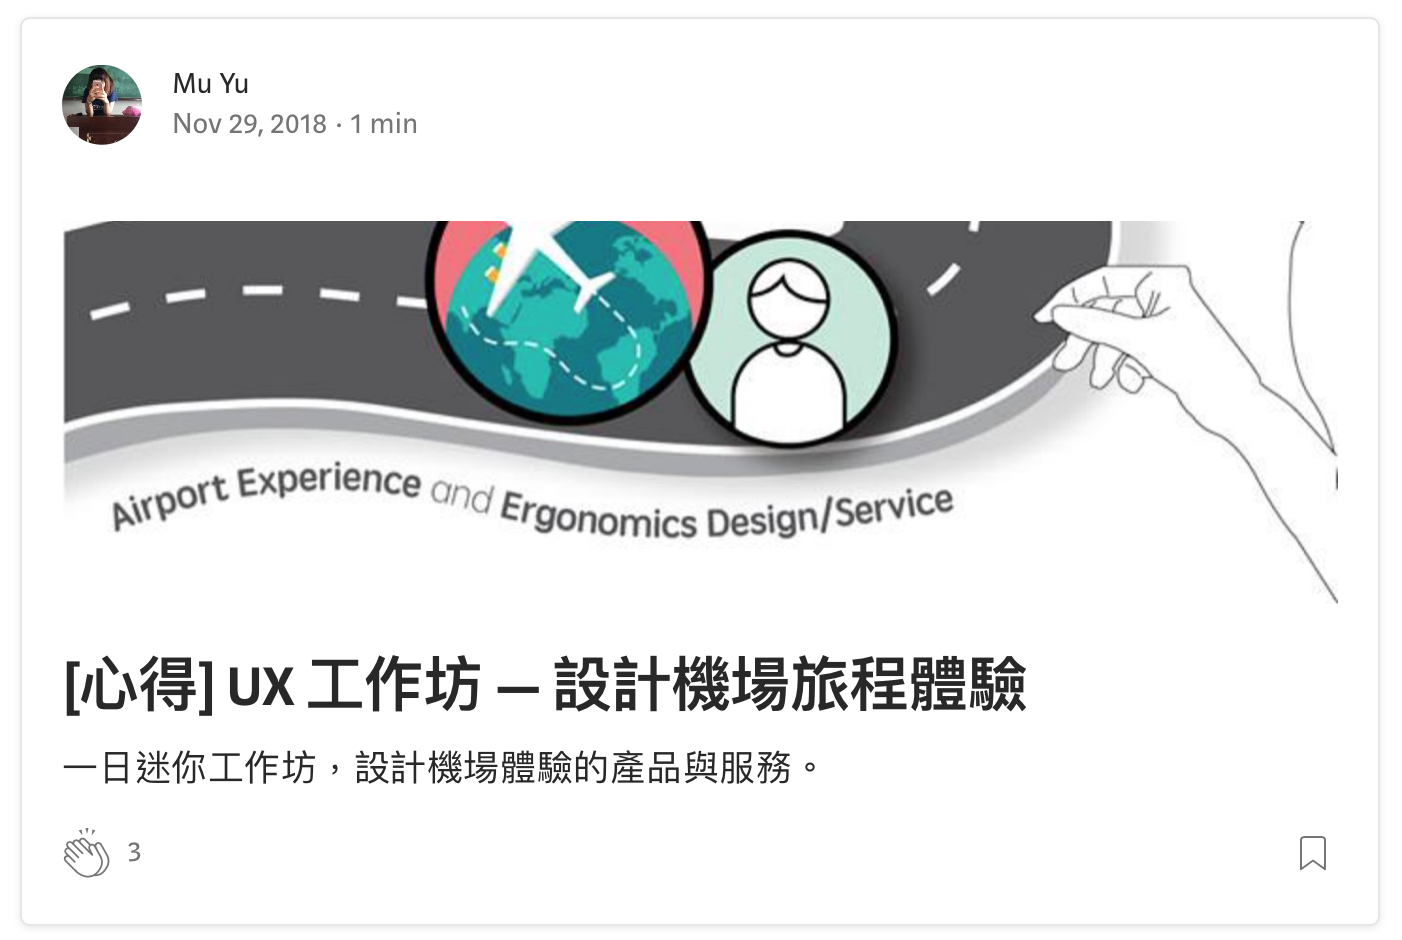 Mu Yu
Nov 29, 2018 · 1 min
Airport Experience and Ergonomics Design/Service
[心得] UX 工作坊 — 設計機場旅程體驗
一日迷你工作坊，設計機場體驗的產品與服務。
3